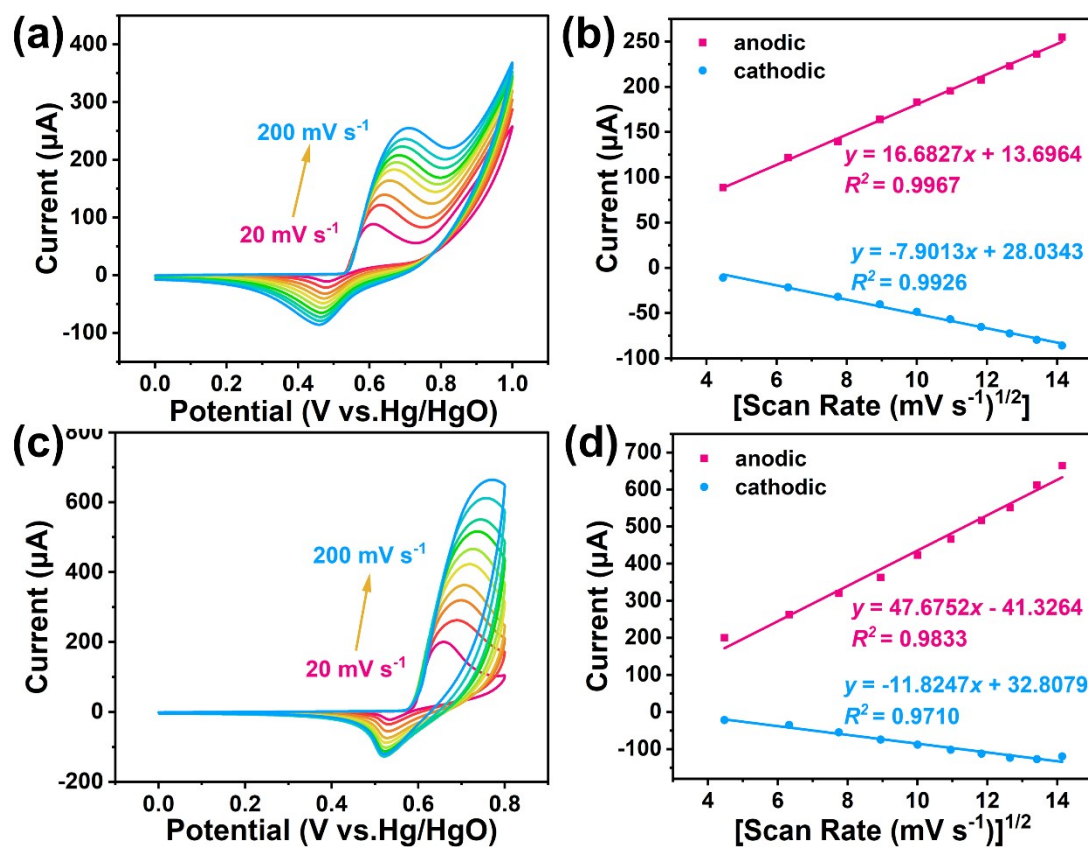 (a)
400
300
200
100
0
-100
Current (µA)
200 mV s⁻¹
20 mV s⁻¹
0.0 0.2 0.4 0.6 0.8 1.0
Potential (V vs.Hg/HgO)
(b)
250
200
150
100
50
0
-50
-100
Current (µA)
anodic
cathodic
y = 16.6827x + 13.6964
R² = 0.9967
y = -7.9013x + 28.0343
R² = 0.9926
4 6 8 10 12 14
[Scan Rate (mV s⁻¹)¹/²]
(c)
800
600
400
200
0
-200
Current (µA)
200 mV s⁻¹
20 mV s⁻¹
0.0 0.2 0.4 0.6 0.8
Potential (V vs.Hg/HgO)
(d)
700
600
500
400
300
200
100
0
-100
Current (µA)
anodic
cathodic
y = 47.6752x - 41.3264
R² = 0.9833
y = -11.8247x + 32.8079
R² = 0.9710
4 6 8 10 12 14
[Scan Rate (mV s⁻¹)]¹/²